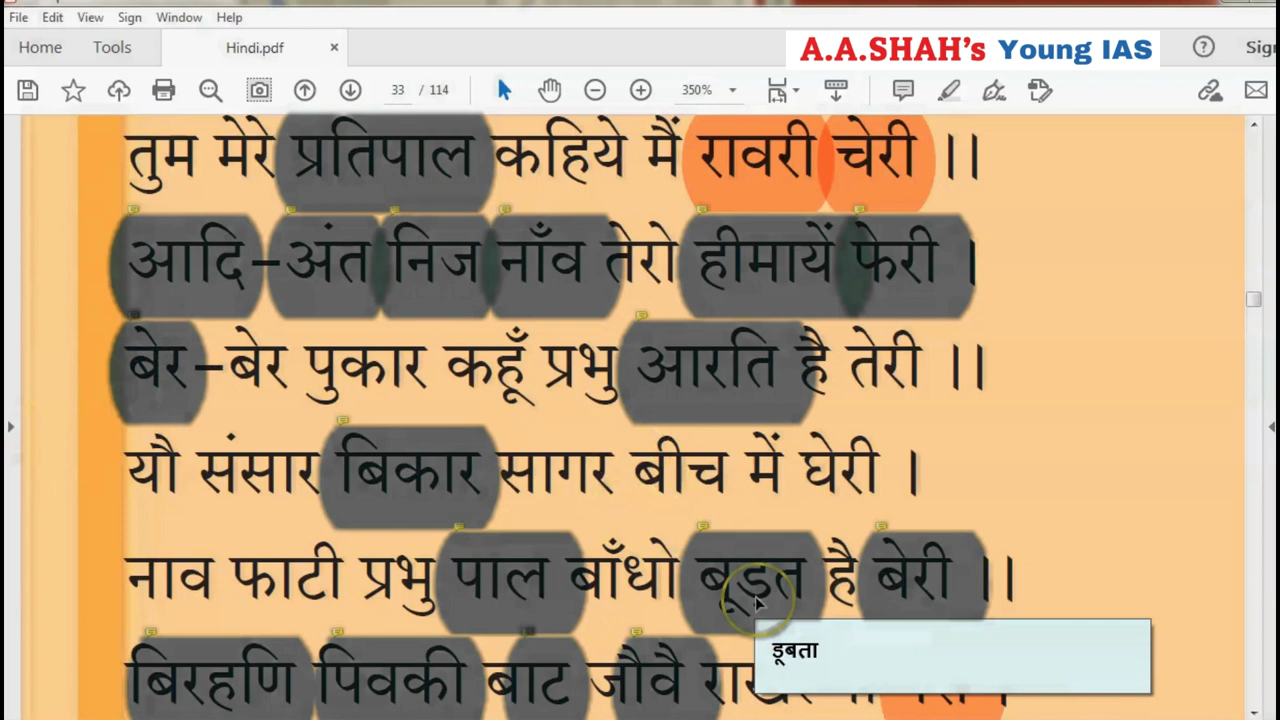 File Edit View Sign Window Help
Home Tools Hindi.pdf × A.A.SHAH's Young IAS
33 / 114 350%
तुम मेरे प्रतिपाल कहिये मैं रावरी चेरी ।।
आदि-अंत निज नाँव तेरो हीमायें फेरी ।
बेर-बेर पुकार कहूँ प्रभु आरति है तेरी ।।
यौ संसार बिकार सागर बीच में घेरी ।
नाव फाटी प्रभु पाल बाँधो बूड़त है बेरी ।।
डूबता
बिरहणि पिवकी बाट जौवै